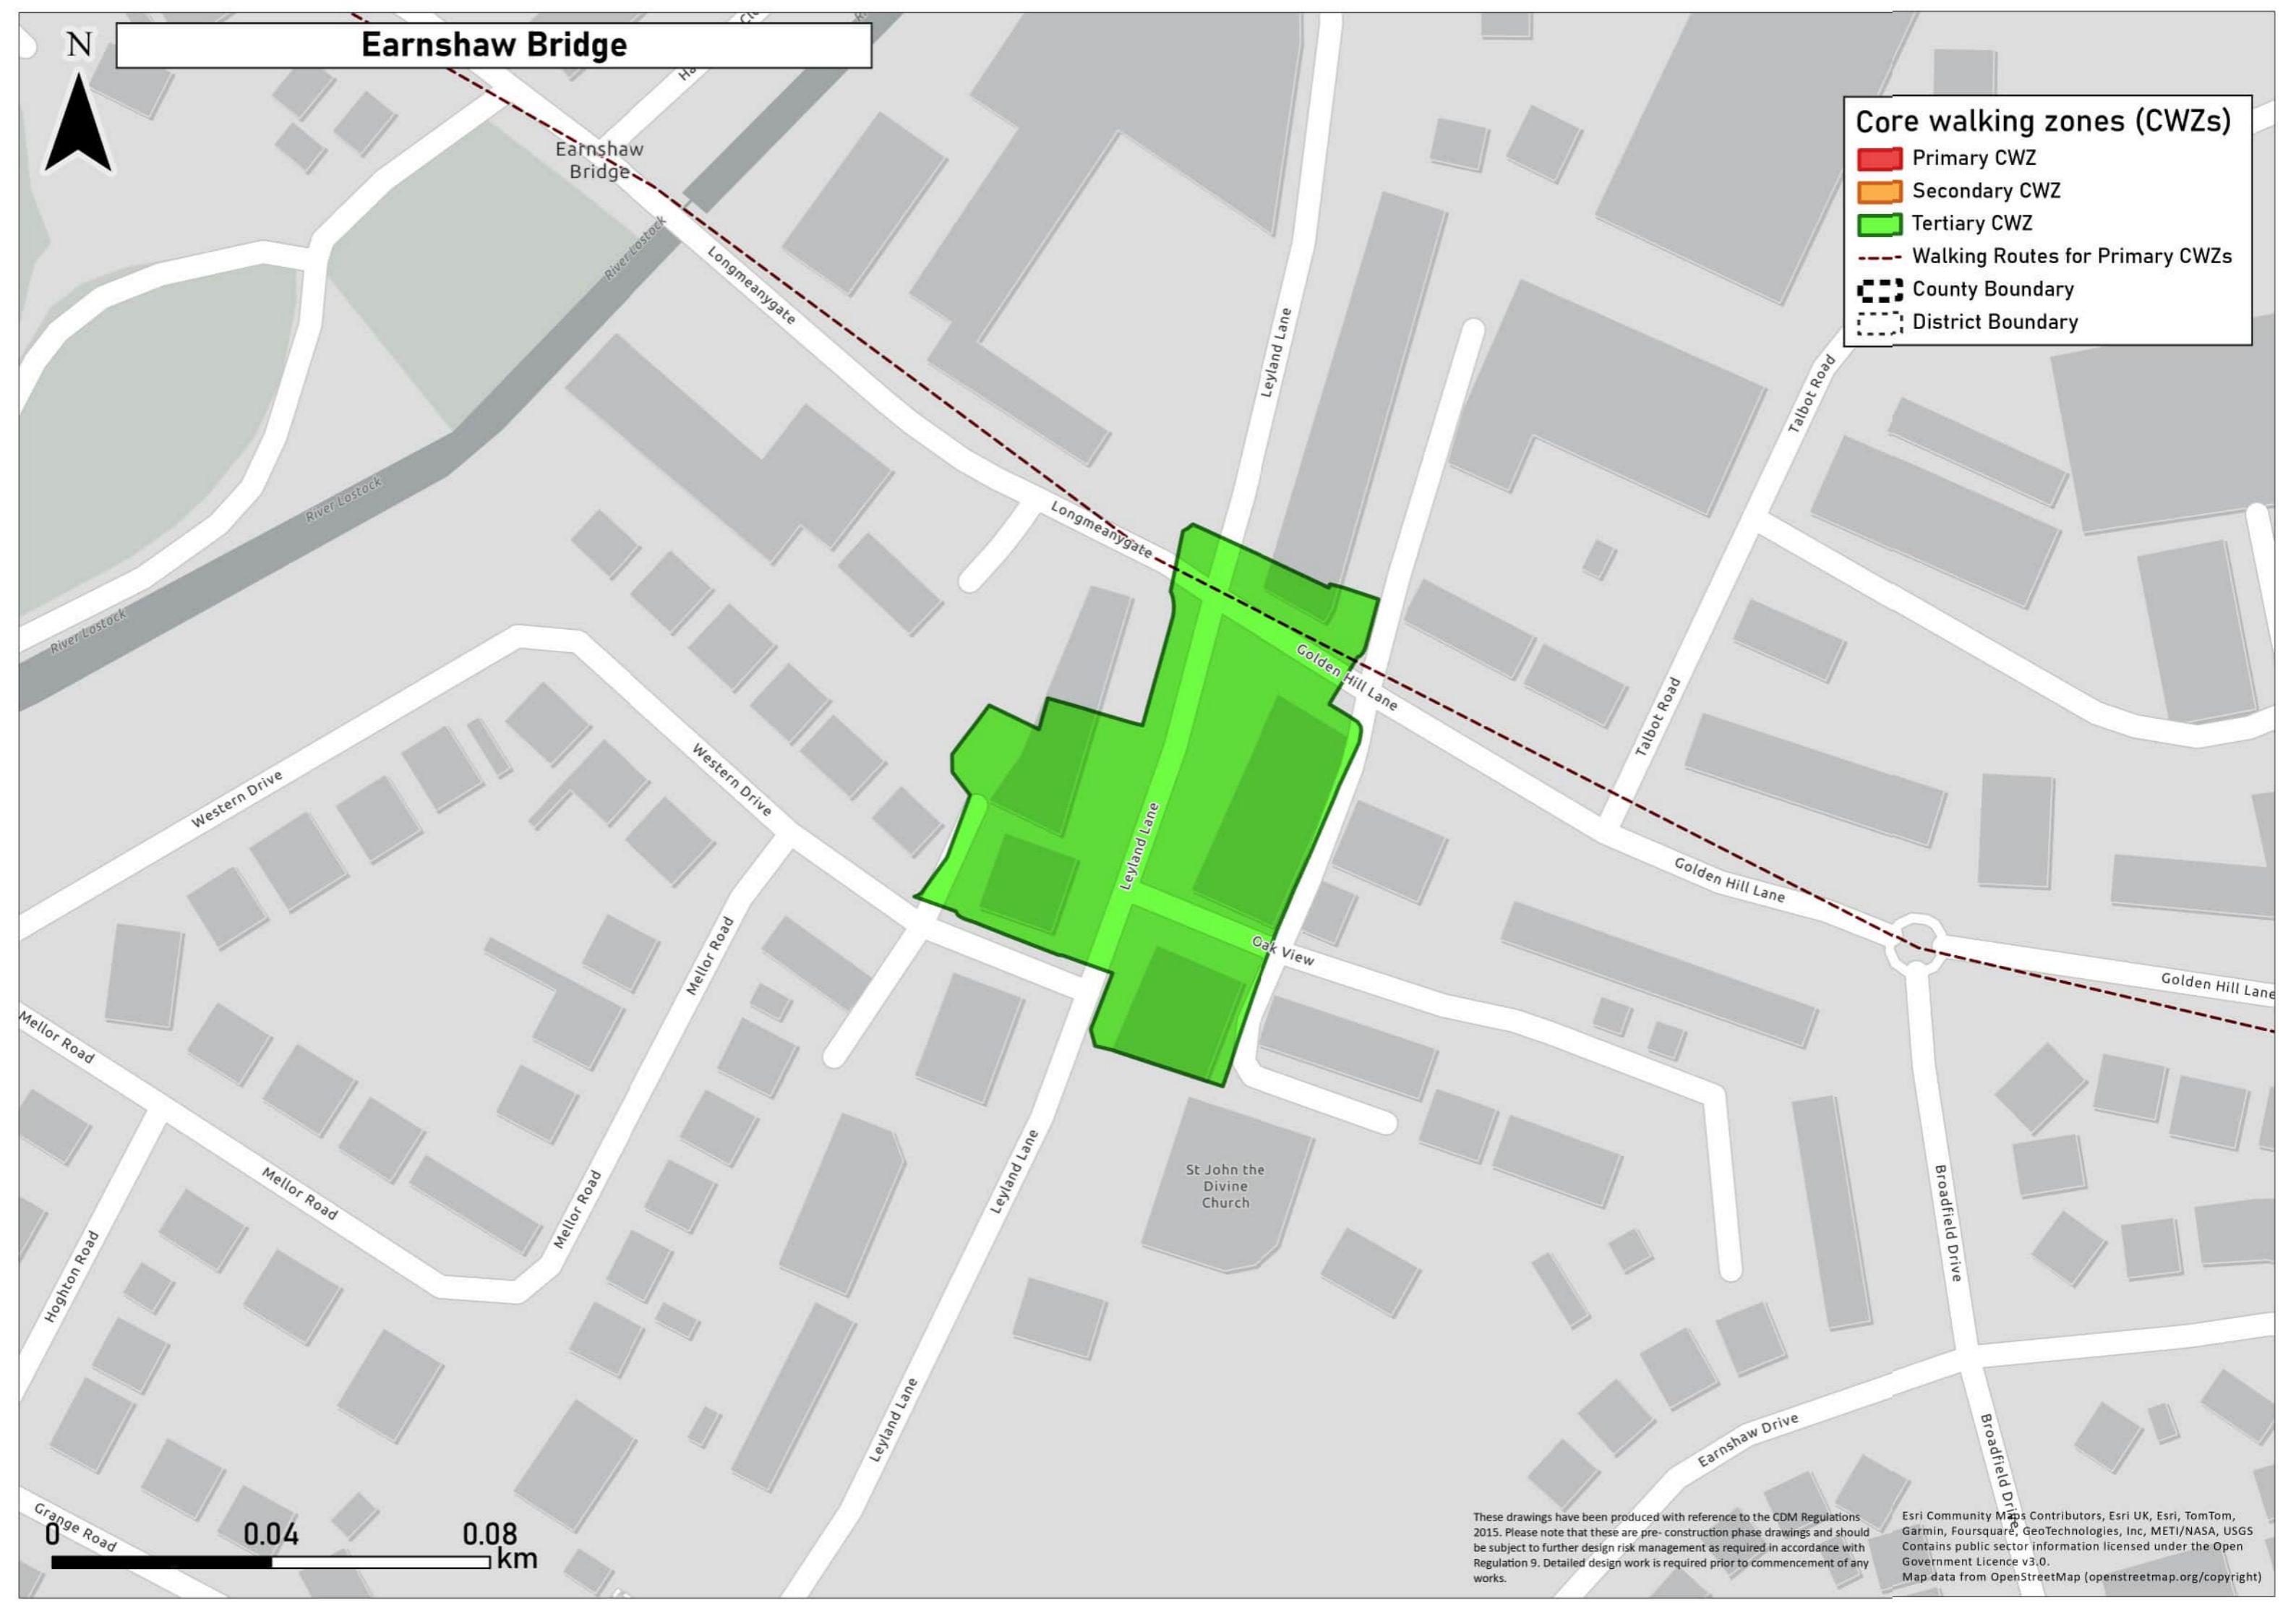 N
Earnshaw Bridge
Core walking zones (CWZs)
Primary CWZ
Secondary CWZ
Tertiary CWZ
Walking Routes for Primary CWZs
County Boundary
District Boundary
Earnshaw
Bridge
River Lostock
Longmeanygate
Leyland Lane
Talbot Road
River Lostock
Longmeanygate
River Lostock
Golden Hill Lane
Talbot Road
Western Drive
Western Drive
Leyland Lane
Golden Hill Lane
Mellor Road
Oak View
Golden Hill Lane
Mellor Road
Leyland Lane
St John the
Divine
Church
Mellor Road
Mellor Road
Hoghton Road
Broadfield Drive
Leyland Lane
Earnshaw Drive
Broadfield Drive
Grange Road
0 0.04 0.08
km
These drawings have been produced with reference to the CDM Regulations
2015. Please note that these are pre- construction phase drawings and should
be subject to further design risk management as required in accordance with
Regulation 9. Detailed design work is required prior to commencement of any
works.
Esri Community Maps Contributors, Esri UK, Esri, TomTom,
Garmin, Foursquare, GeoTechnologies, Inc, METI/NASA, USGS
Contains public sector information licensed under the Open
Government Licence v3.0.
Map data from OpenStreetMap (openstreetmap.org/copyright)